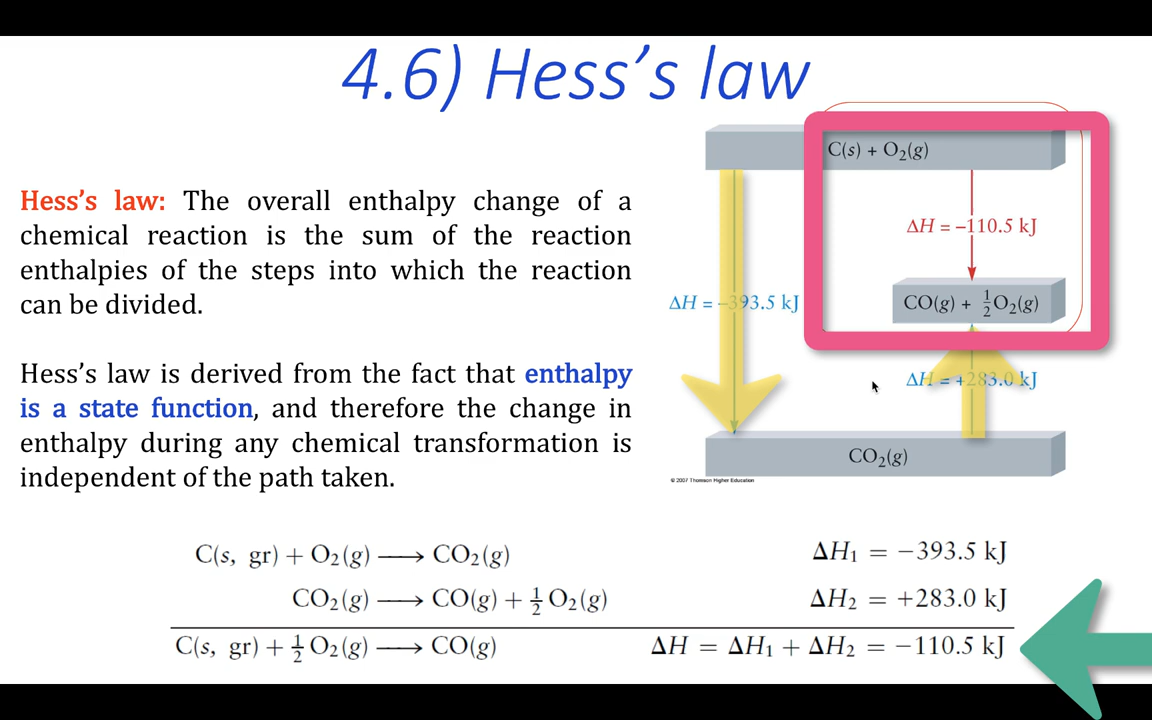 4.6) Hess’s law
Hess’s law: The overall enthalpy change of a
chemical reaction is the sum of the reaction
enthalpies of the steps into which the reaction
can be divided.
Hess’s law is derived from the fact that enthalpy
is a state function, and therefore the change in
enthalpy during any chemical transformation is
independent of the path taken.
C(s) + O₂(g)
ΔH = −110.5 kJ
ΔH = −393.5 kJ
CO(g) + ½O₂(g)
ΔH = +283.0 kJ
CO₂(g)
© 2007 Thomson Higher Education
C(s, gr) + O₂(g) ⟶ CO₂(g) ΔH₁ = −393.5 kJ
CO₂(g) ⟶ CO(g) + ½ O₂(g) ΔH₂ = +283.0 kJ
C(s, gr) + ½ O₂(g) ⟶ CO(g) ΔH = ΔH₁ + ΔH₂ = −110.5 kJ